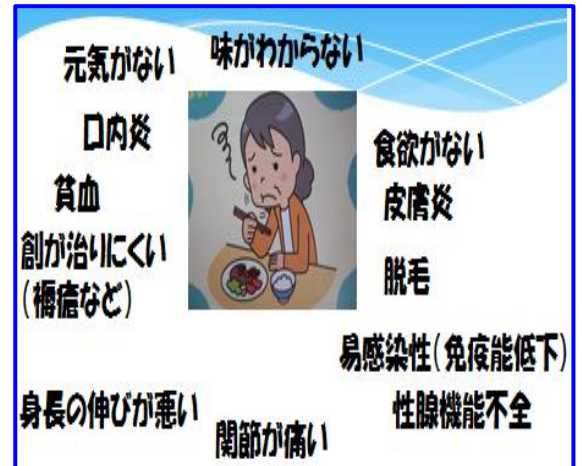 元気がない
味がわからない
口内炎
食欲がない
貧血
皮膚炎
創が治りにくい
(褥瘡など)
脱毛
易感染性(免疫能低下)
身長の伸びが悪い
性腺機能不全
関節が痛い